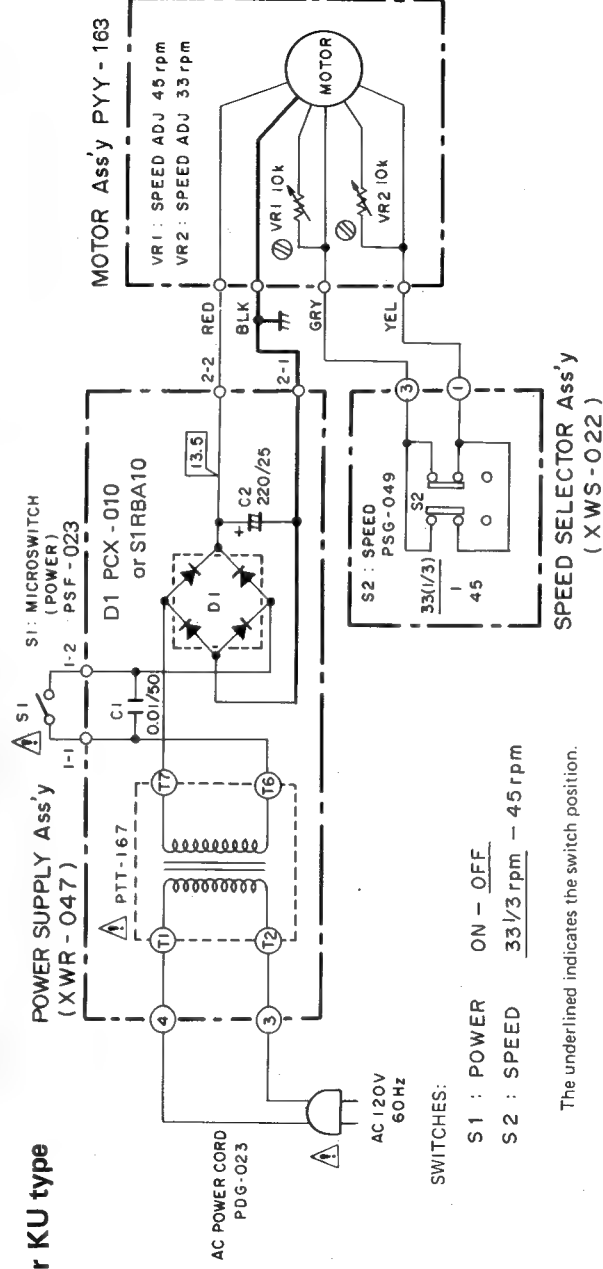 r KU type
POWER SUPPLY Ass'y
(XWR-047)
S1: MICROSWITCH
(POWER)
PSF-023
MOTOR Ass'y PYY-163
S1
1-1
1-2
PTT-167
C1
0.01/50
D1 PCX-010
or S1RBA10
D1
T1
T2
T7
T6
4
3
13.5
+
C2
220/25
2-2
2-1
RED
BLK
GRY
YEL
VR1 : SPEED ADJ 45 rpm
VR2 : SPEED ADJ 33 rpm
VR1 10k
VR2 10k
MOTOR
AC POWER CORD
PDG-023
AC 120V
60Hz
S2 : SPEED
PSG-049
S2
33(1/3)
|
45
3
1
SPEED SELECTOR Ass'y
(XWS-022)
SWITCHES:
S1 : POWER ON – OFF
S2 : SPEED 33 1/3 rpm – 45 rpm
The underlined indicates the switch position.